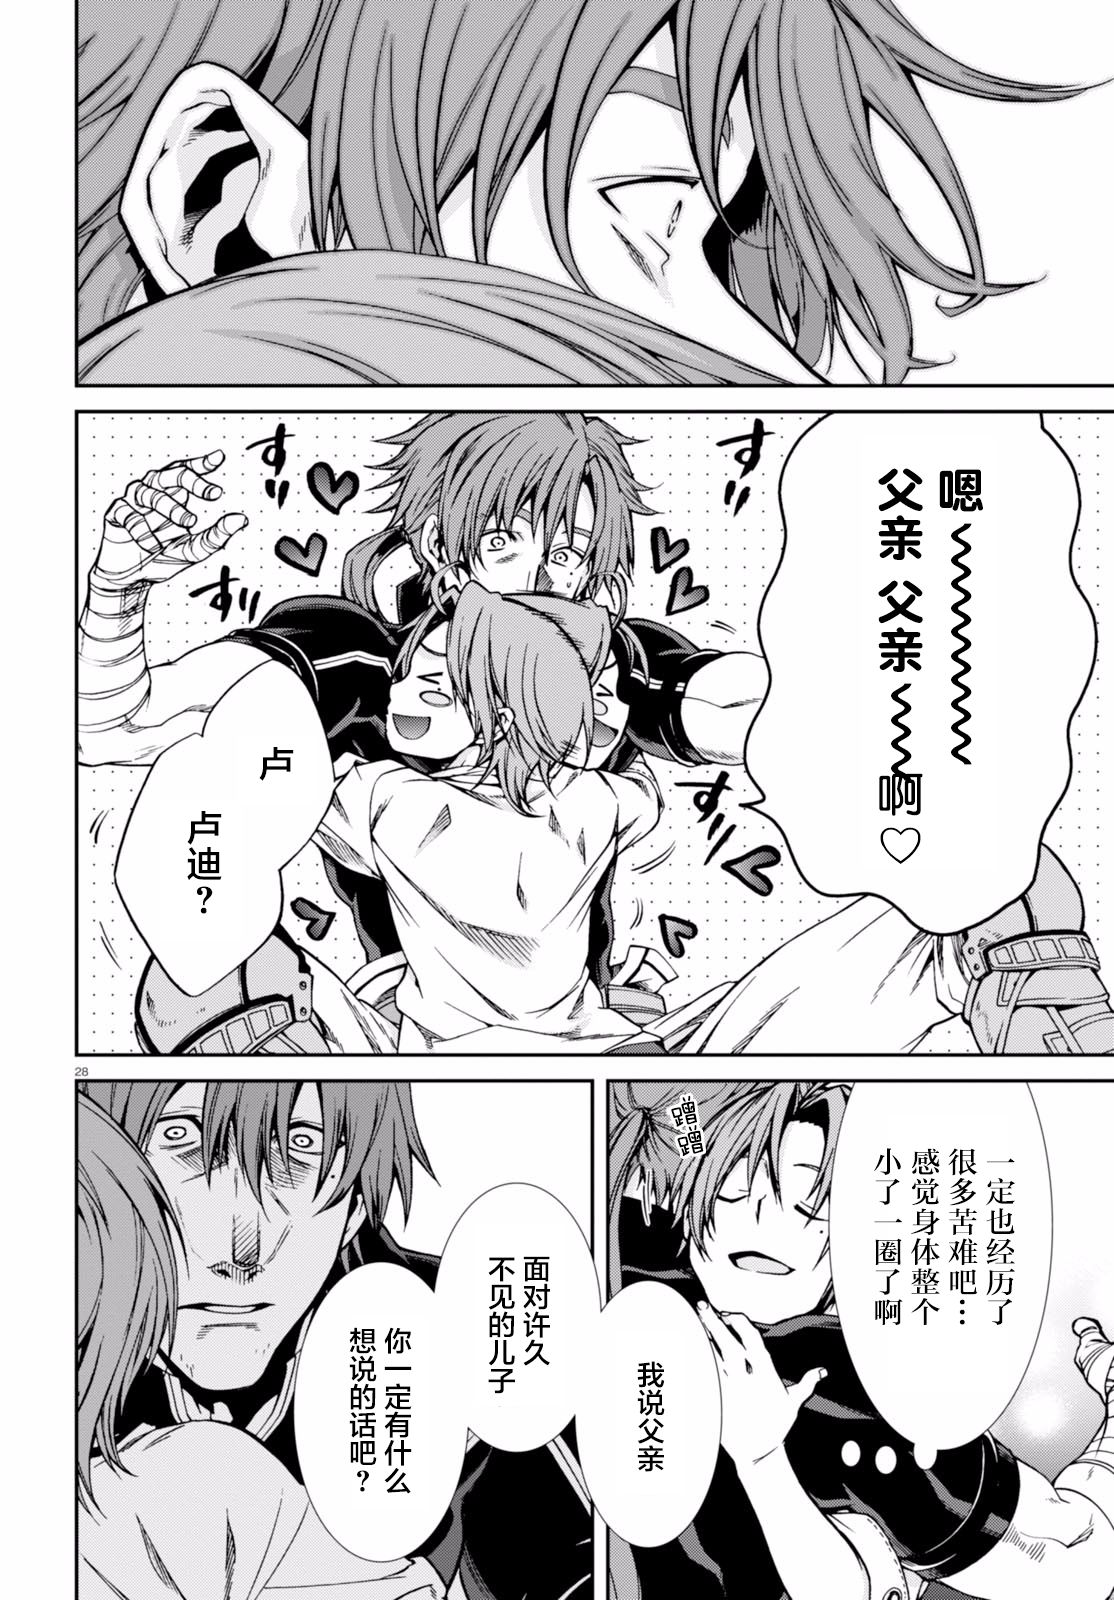 嗯～～～～
父亲 父亲～～
啊♡
すり
すり
すり
すり
卢
卢迪?
28
蹭
蹭
一定也经历了
很多苦难吧…
感觉身体整个
小了一圈了啊
我说父亲
面对许久
不见的儿子
你一定有什么
想说的话吧?